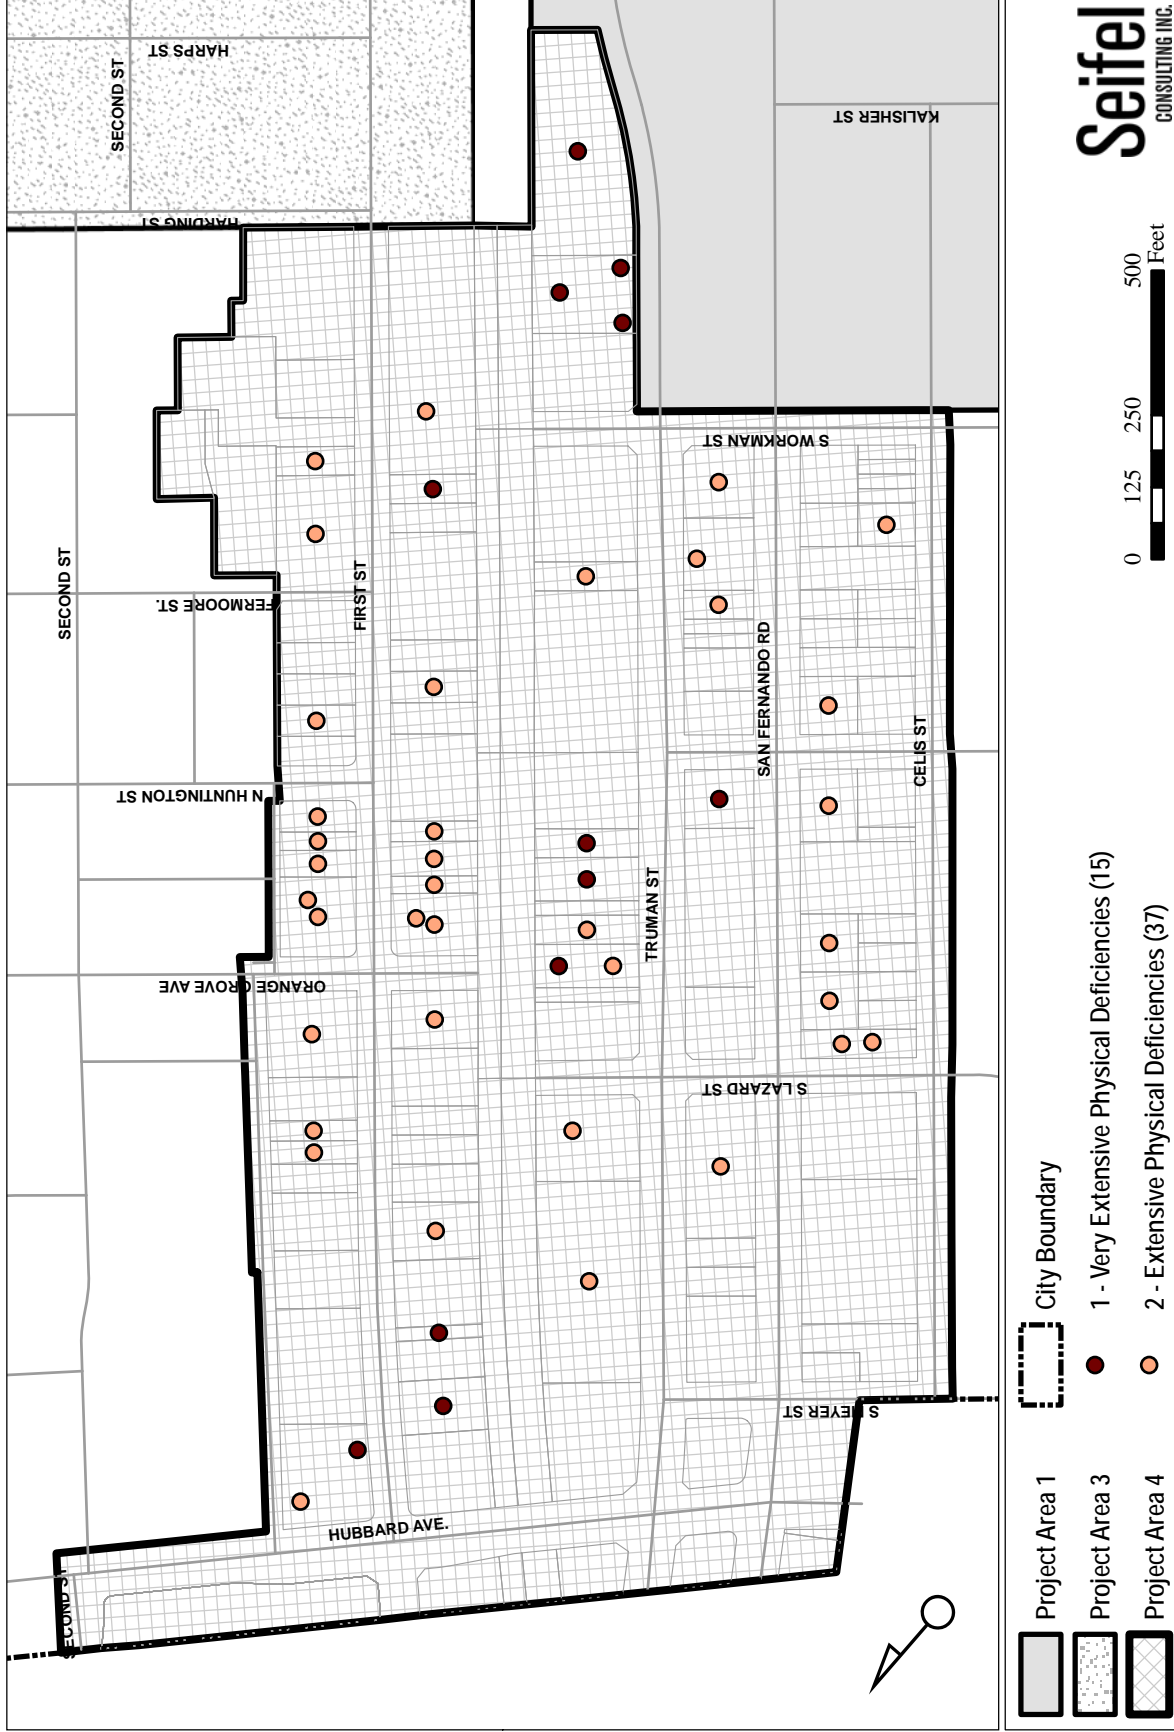 HARPS ST
SECOND ST
HARDING ST
KALISHER ST
SECOND ST
FERMOORE ST.
FIRST ST
S WORKMAN ST
SAN FERNANDO RD
CELIS ST
N HUNTINGTON ST
TRUMAN ST
ORANGE GROVE AVE
S LAZARD ST
S MEYER ST
HUBBARD AVE.
SECOND ST
Project Area 1
Project Area 3
Project Area 4
City Boundary
1 - Very Extensive Physical Deficiencies (15)
2 - Extensive Physical Deficiencies (37)
0 125 250 500
Feet
Seifel
CONSULTING INC.